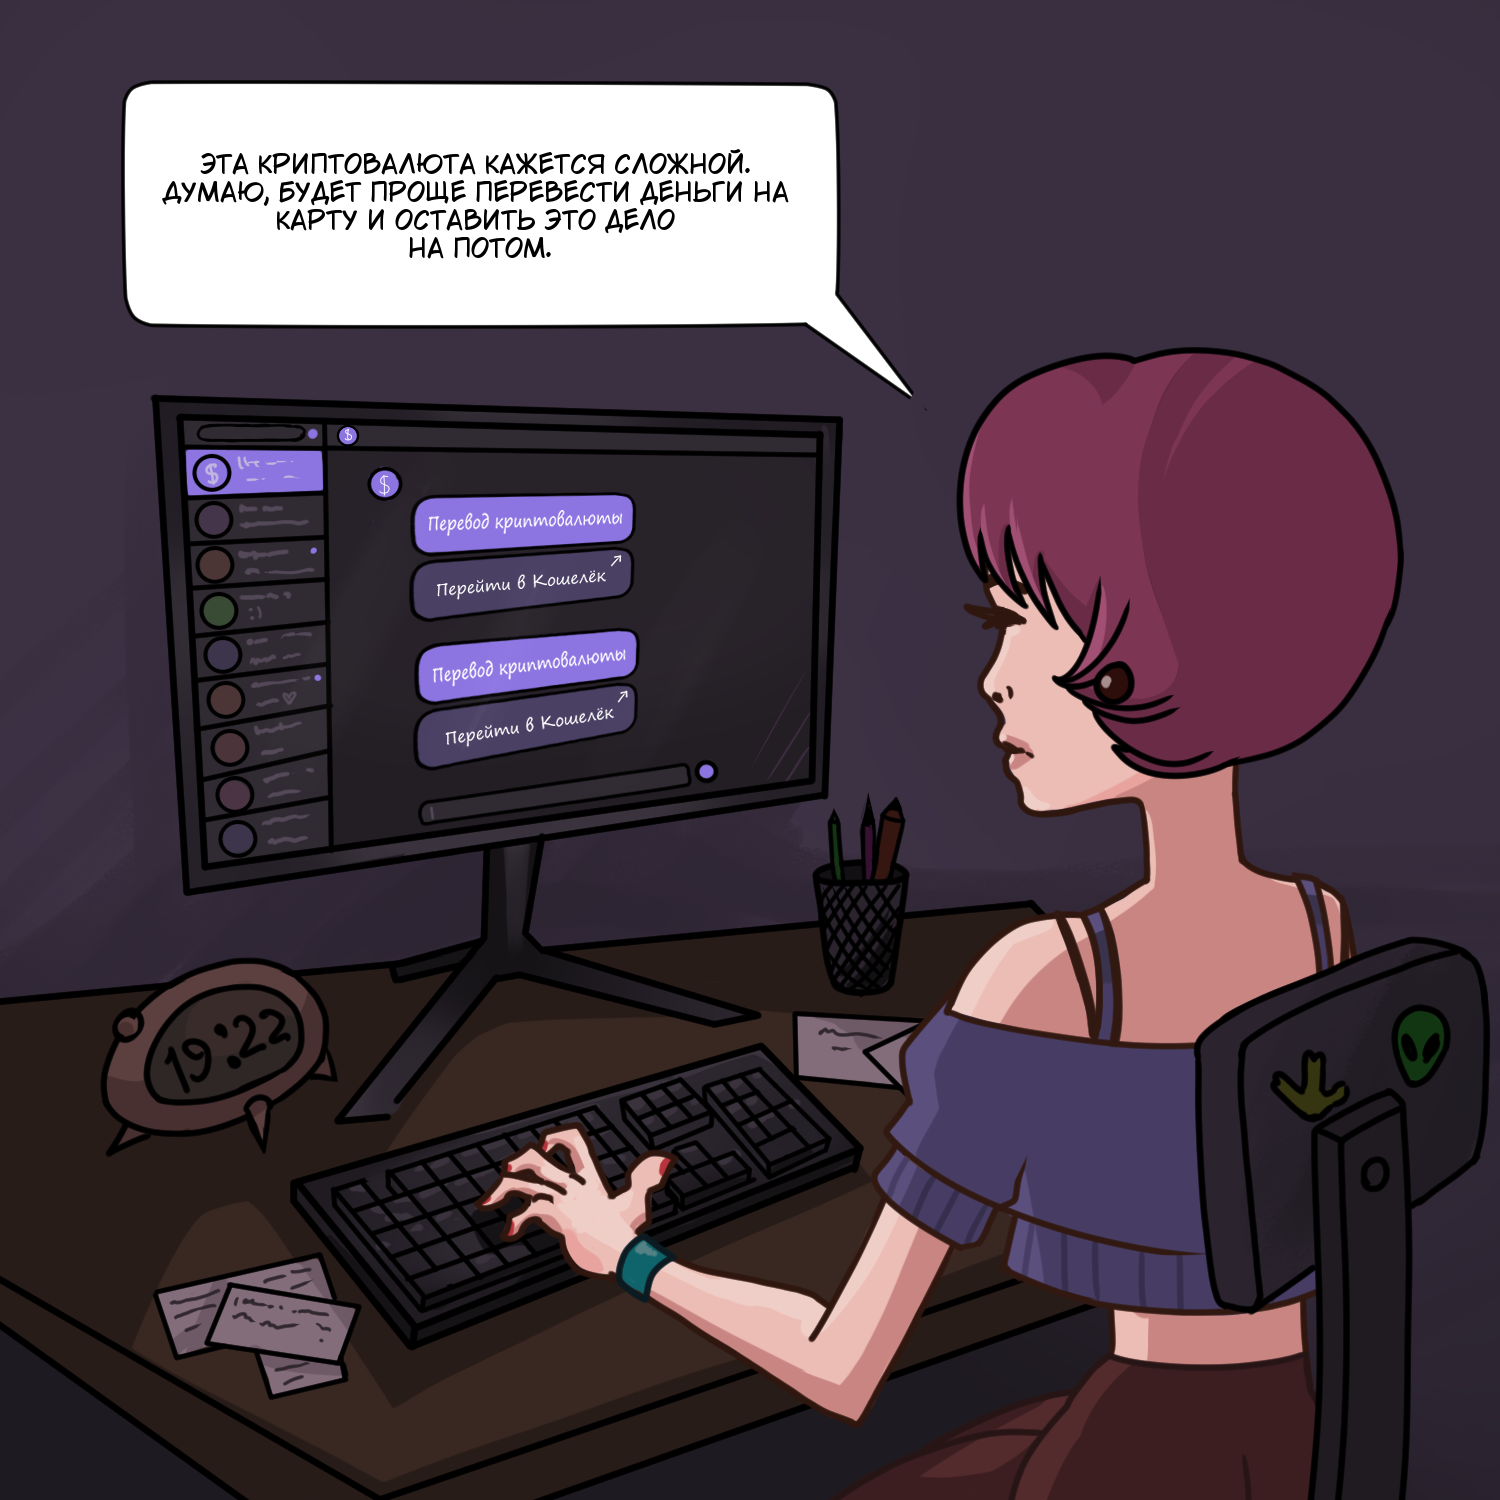 ЭТА КРИПТОВАЛЮТА КАЖЕТСЯ СЛОЖНОЙ.
ДУМАЮ, БУДЕТ ПРОЩЕ ПЕРЕВЕСТИ ДЕНЬГИ НА
КАРТУ И ОСТАВИТЬ ЭТО ДЕЛО
НА ПОТОМ.
$
$
$
Перевод криптовалюты
Перейти в Кошелёк
:)
Перевод криптовалюты
Перейти в Кошелёк
19:22